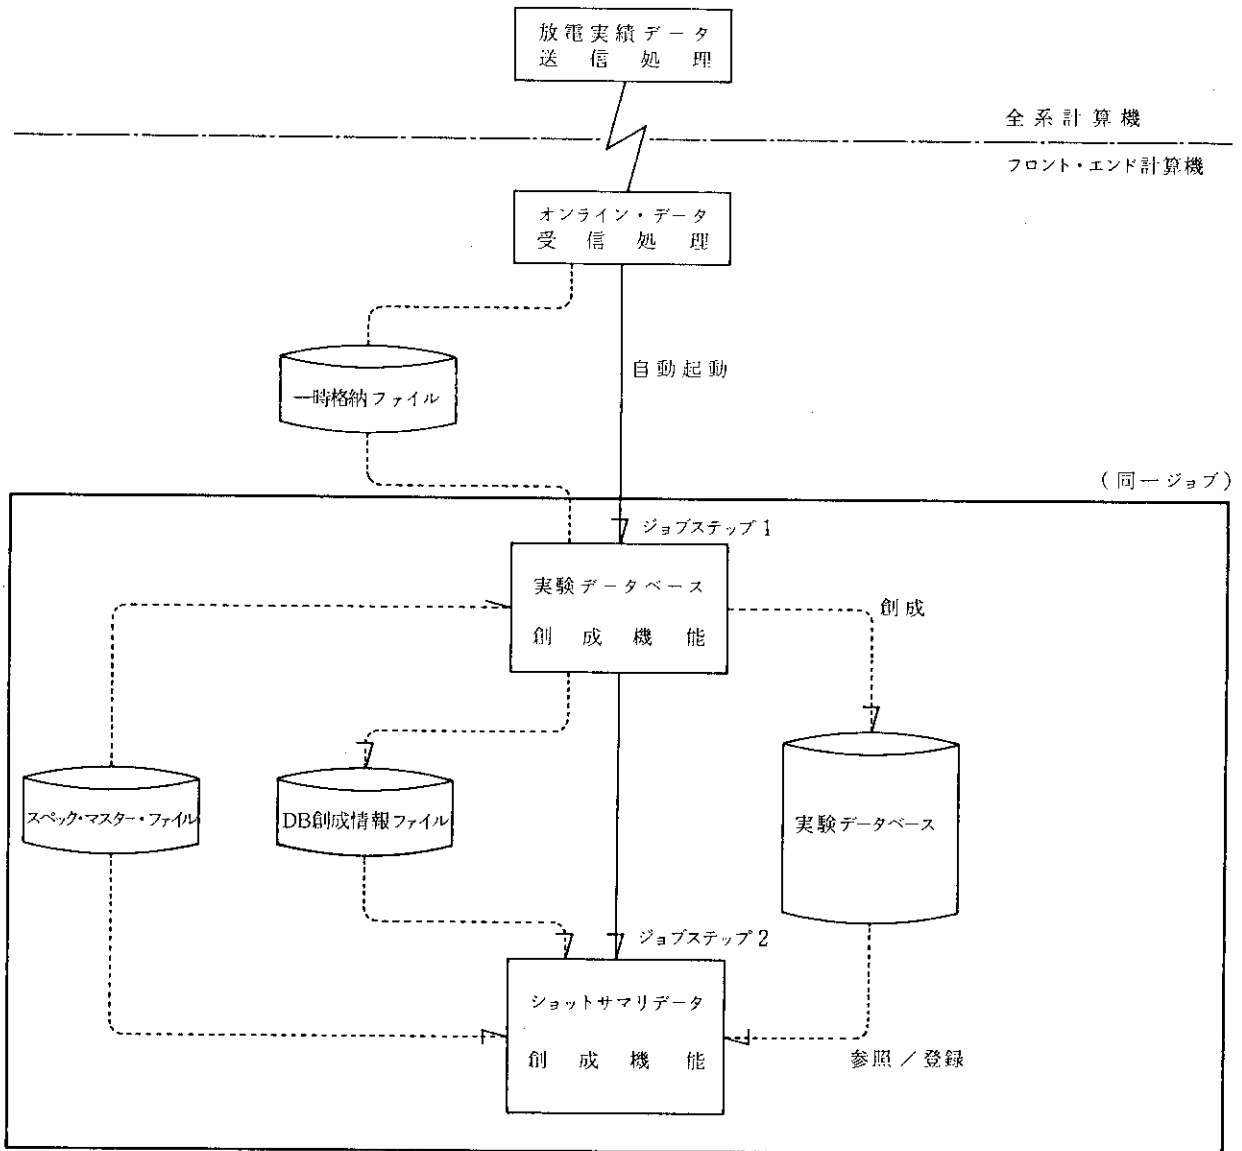 放電実績データ
送信処理
全系計算機
フロント・エンド計算機
オンライン・データ
受信処理
自動起動
一時格納ファイル
(同一ジョブ)
ジョブステップ1
実験データベース
創成機能
創成
スペック・マスター・ファイル
DB創成情報ファイル
実験データベース
ジョブステップ2
ショットサマリデータ
創成機能
参照／登録